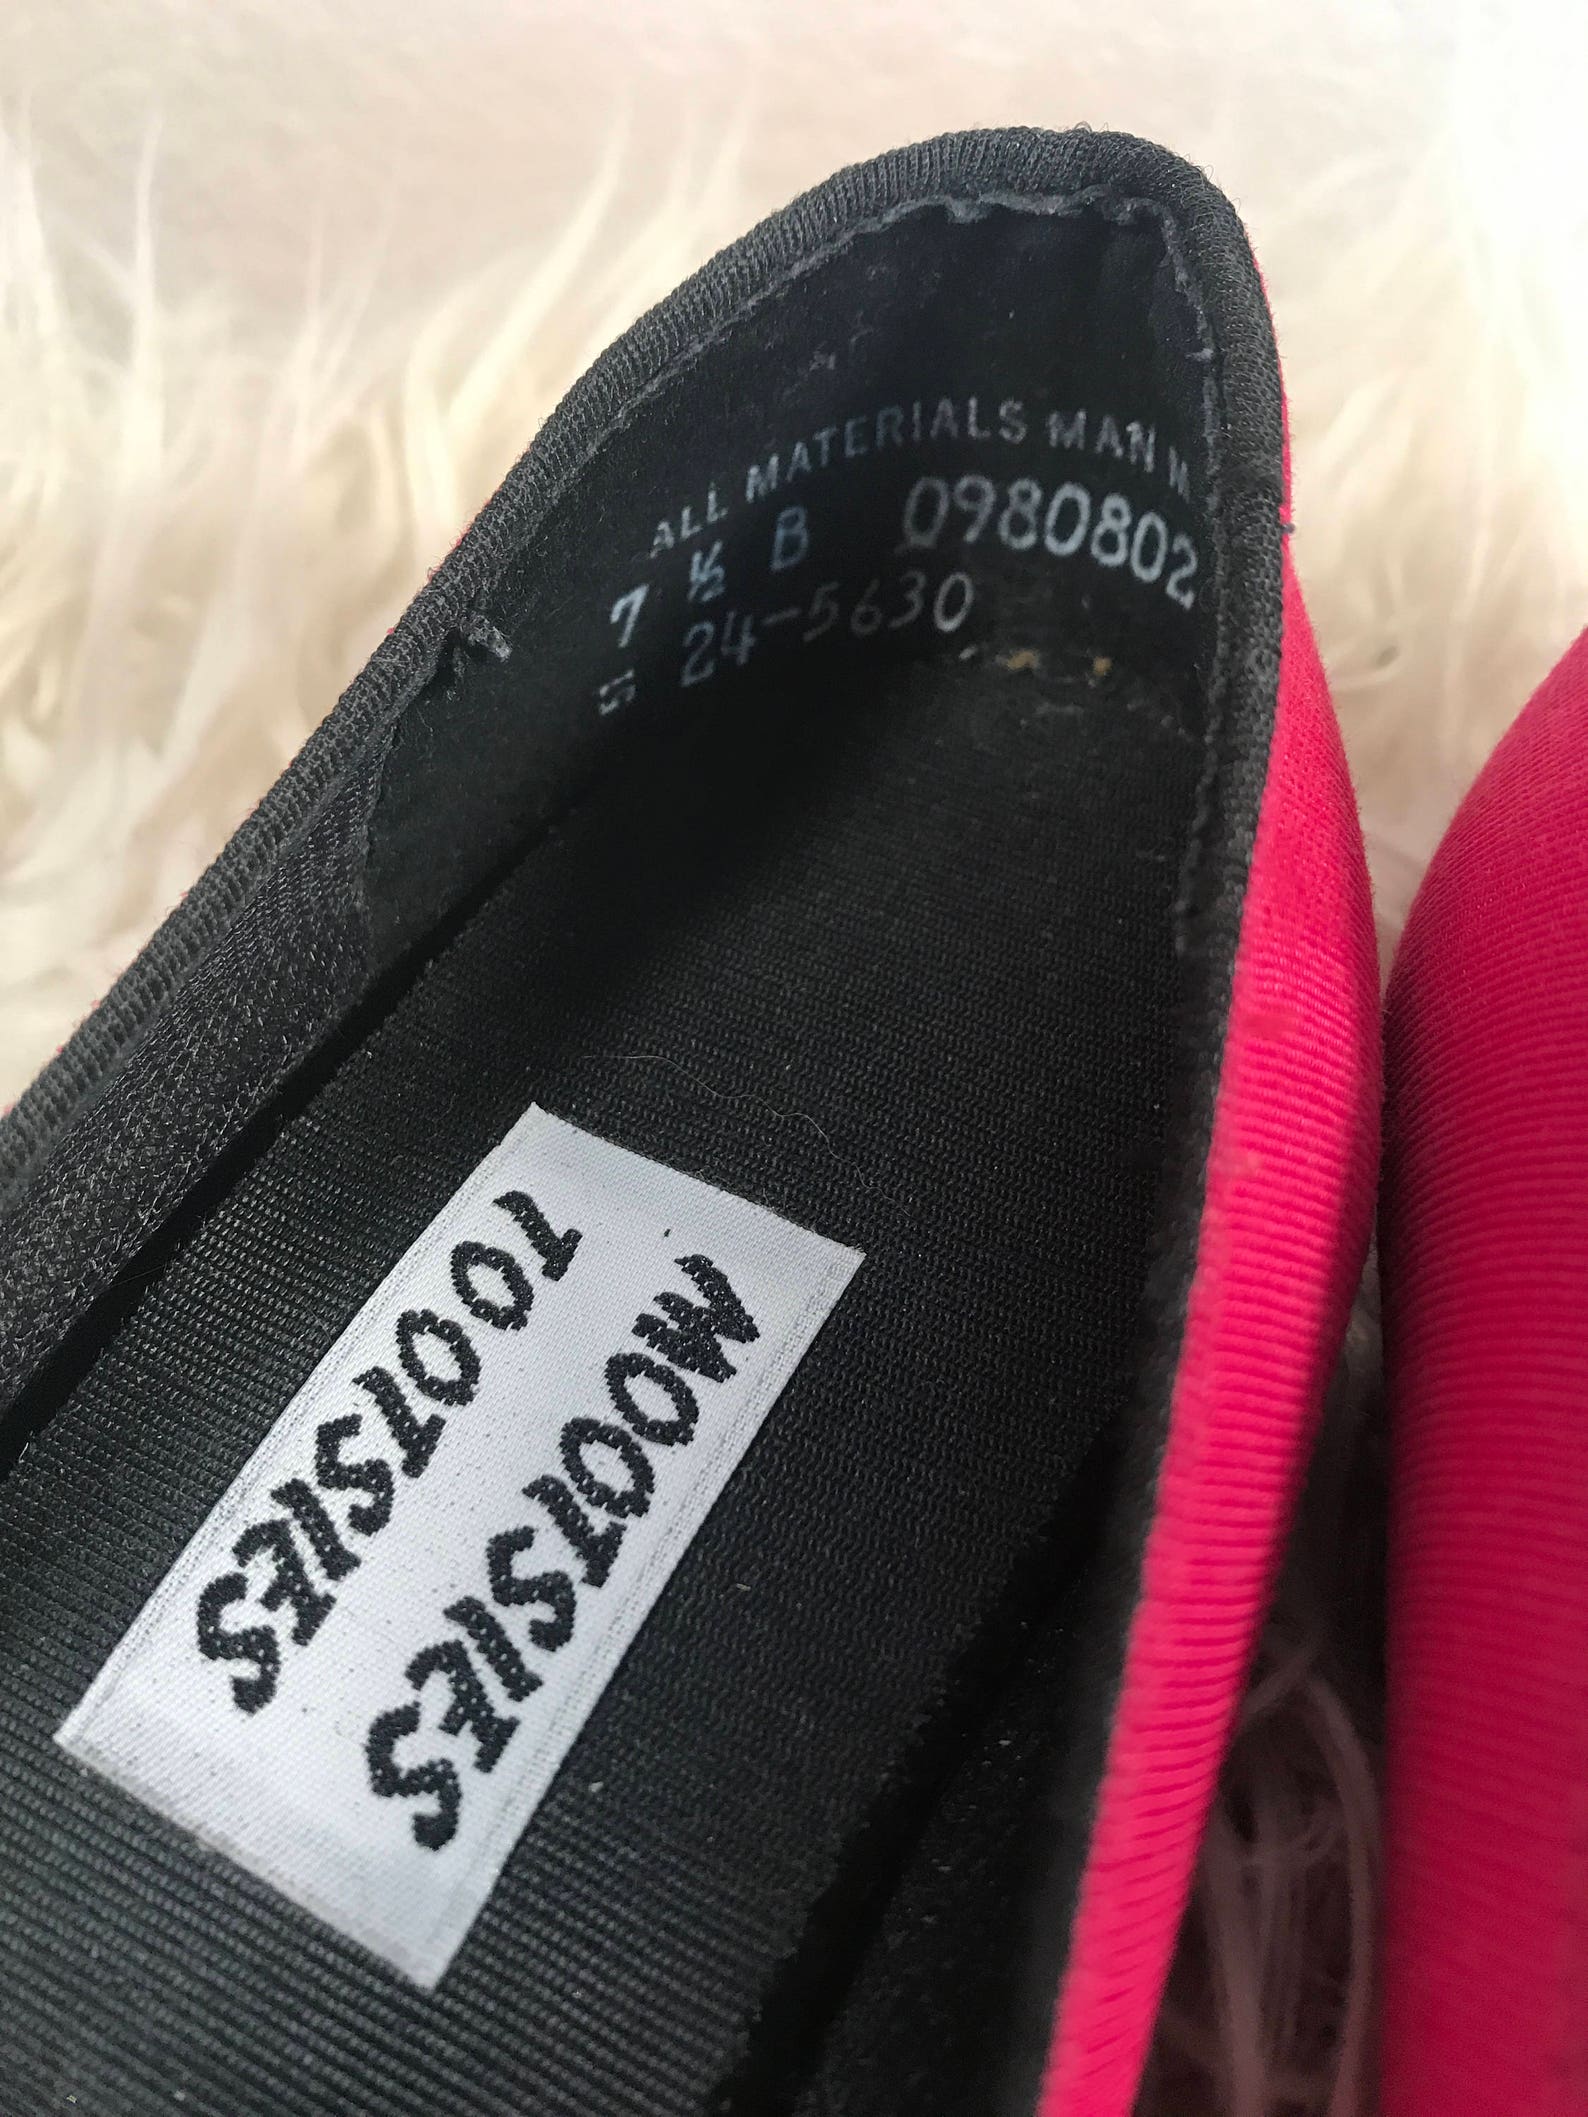 ALL MATERIALS MAN M
7 ½ B 0980802
24-5630
TOOTSIES
MOOTSIES